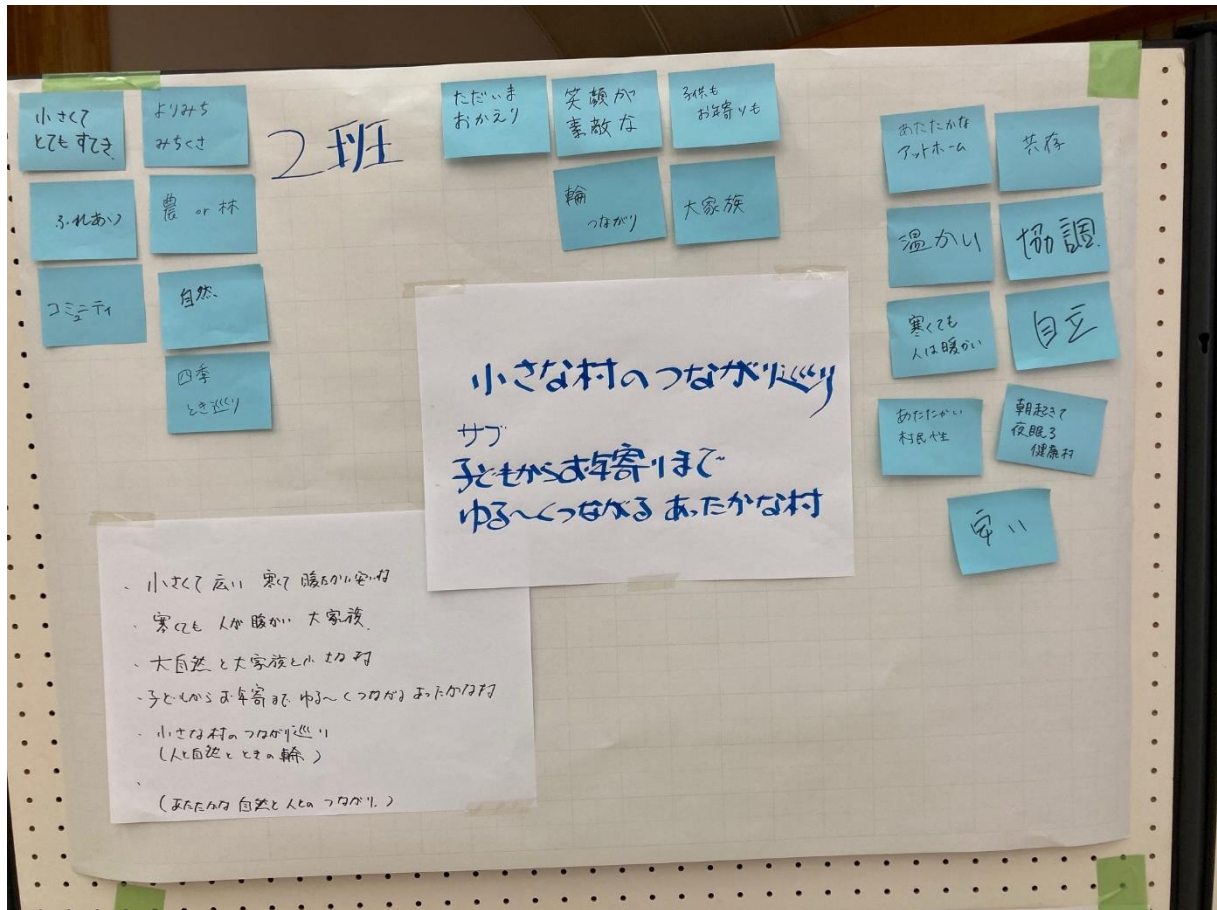 小さくて
とても すてき
よりみち
みちくさ
ふれあい
農 or 林
コミュニティ
自然
四季
とき巡り
2班
ただいま
おかえり
笑顔が
素敵な
子供も
お年寄りも
輪
つながり
大家族
あたたかな
アットホーム
共存
温かい
協調
寒くても
人は暖かい
自立
あたたかい
村民性
朝起きて
夜眠る
健康村
安い
小さな村のつながり巡り
サブ
子どもからお年寄りまで
ゆる〜くつながる あったかな村
・小さくて 広い 寒くて 暖たかい 安い村
・寒くても 人が暖かい 大家族
・大自然と大家族と小さな村
・子どもからお年寄まで ゆる〜くつながる あったかな村
・小さな村のつながり巡り
(人と自然とときの輪)
・
(あたたかな 自然と人との つながり)